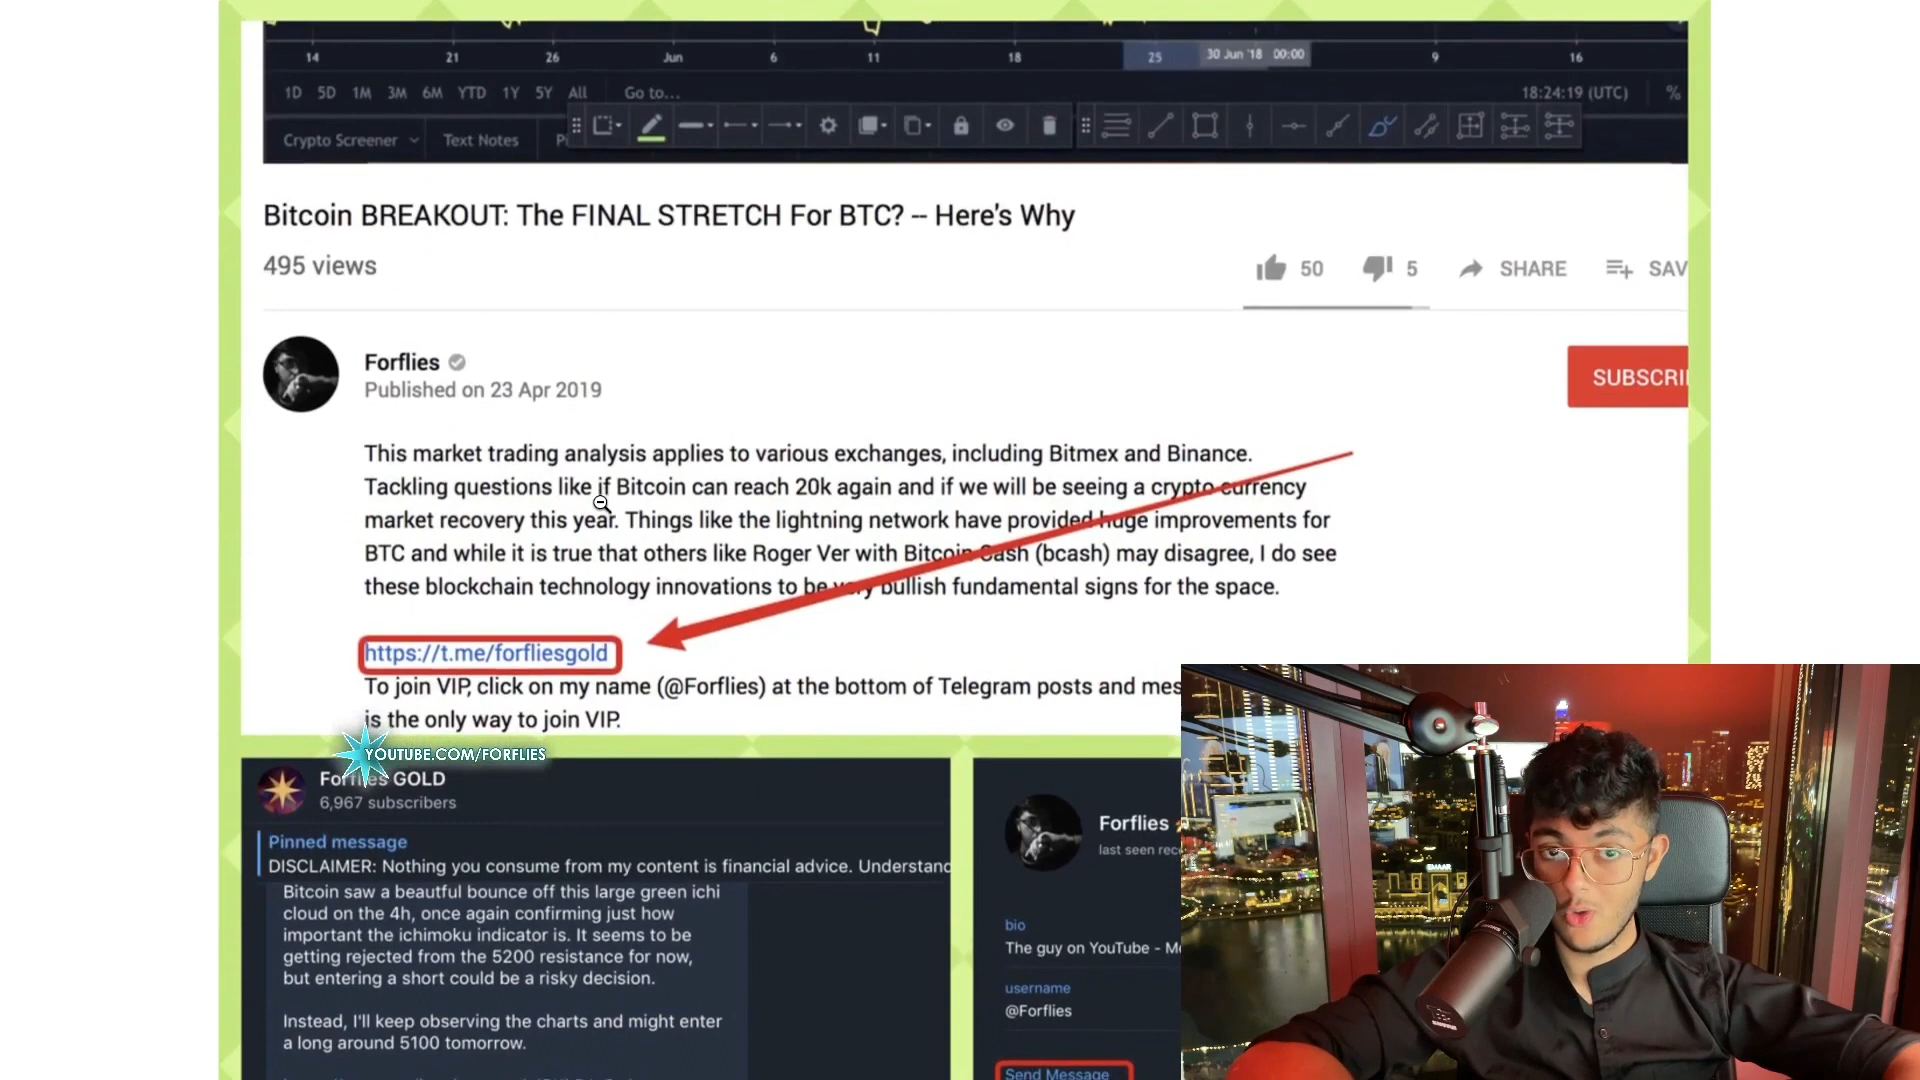 14 21 26 Jun 6 11 18 25 30 Jun '18 00:00 9 16
1D 5D 1M 3M 6M YTD 1Y 5Y All Go to... 18:24:19 (UTC) %
Crypto Screener Text Notes
Bitcoin BREAKOUT: The FINAL STRETCH For BTC? -- Here's Why
495 views
50 5 SHARE SAV
Forflies
SUBSCRI
Published on 23 Apr 2019
This market trading analysis applies to various exchanges, including Bitmex and Binance.
Tackling questions like if Bitcoin can reach 20k again and if we will be seeing a crypto currency
market recovery this year. Things like the lightning network have provided huge improvements for
BTC and while it is true that others like Roger Ver with Bitcoin Cash (bcash) may disagree, I do see
these blockchain technology innovations to be very bullish fundamental signs for the space.
https://t.me/forfliesgold
To join VIP, click on my name (@Forflies) at the bottom of Telegram posts and mes
is the only way to join VIP.
YOUTUBE.COM/FORFLIES
Forflies GOLD
6,967 subscribers
Pinned message
DISCLAIMER: Nothing you consume from my content is financial advice. Understand
Bitcoin saw a beautful bounce off this large green ichi
cloud on the 4h, once again confirming just how
important the ichimoku indicator is. It seems to be
getting rejected from the 5200 resistance for now,
but entering a short could be a risky decision.
Instead, I'll keep observing the charts and might enter
a long around 5100 tomorrow.
Forflies
last seen rec
bio
The guy on YouTube - M
username
@Forflies
Send Message
EMAAR